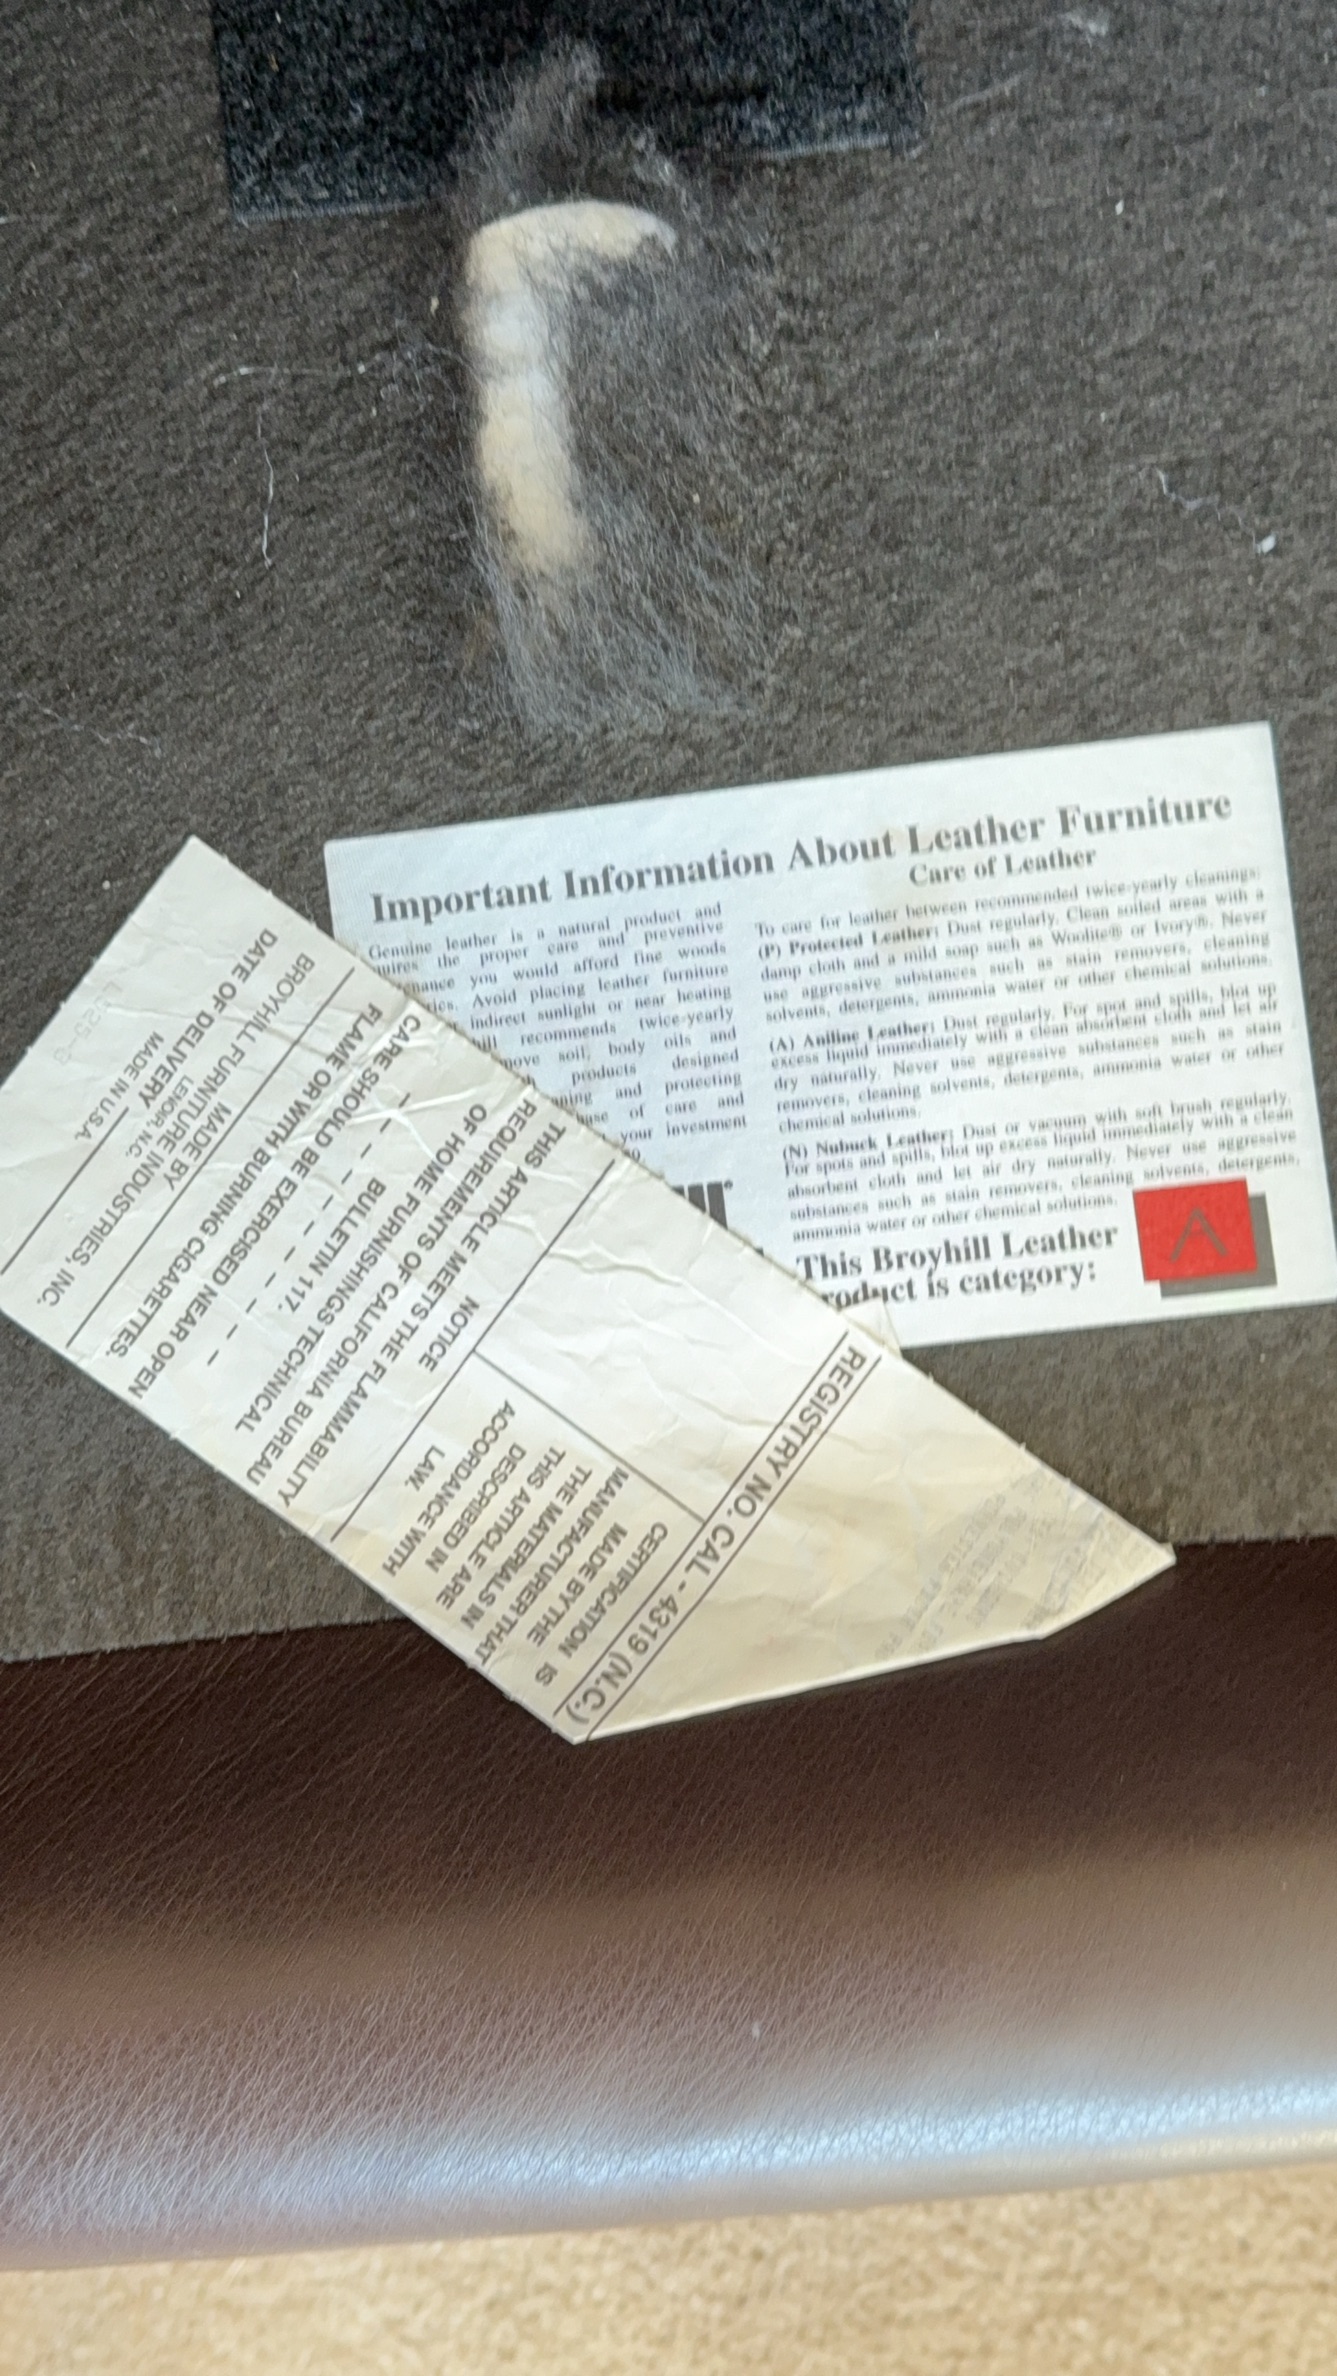 Important Information About Leather Furniture
Genuine leather is a natural product and
the proper care and preventive
you would afford fine woods
Avoid placing leather furniture
indirect sunlight or near heating
recommends twice-yearly
soil, body oils and
products designed
and protecting
of care and
your investment
Care of Leather
To care for leather between recommended twice-yearly cleanings:
(P) Protected Leather: Dust regularly. Clean soiled areas with a
damp cloth and a mild soap such as Woolite® or Ivory®. Never
use aggressive substances such as stain removers, cleaning
solvents, detergents, ammonia water or other chemical solutions.
(A) Aniline Leather: Dust regularly. For spot and spills, blot up
excess liquid immediately with a clean absorbent cloth and let air
dry naturally. Never use aggressive substances such as stain
removers, cleaning solvents, detergents, ammonia water or other
chemical solutions.
(N) Nubuck Leather: Dust or vacuum with soft brush regularly.
For spots and spills, blot up excess liquid immediately with a clean
absorbent cloth and let air dry naturally. Never use aggressive
substances such as stain removers, cleaning solvents, detergents,
ammonia water or other chemical solutions.
This Broyhill Leather
product is category:
A
REGISTRY NO. CAL - 4319 (N.C.)
CERTIFICATION IS
MADE BY THE
MANUFACTURER THAT
THE MATERIALS IN
THIS ARTICLE ARE
DESCRIBED IN
ACCORDANCE WITH
LAW.
NOTICE
THIS ARTICLE MEETS THE FLAMMABILITY
REQUIREMENTS OF CALIFORNIA BUREAU
OF HOME FURNISHINGS TECHNICAL
BULLETIN 117.
CARE SHOULD BE EXERCISED NEAR OPEN
FLAME OR WITH BURNING CIGARETTES.
MADE BY
BROYHILL FURNITURE INDUSTRIES, INC.
LENOIR, N.C.
DATE OF DELIVERY
MADE IN U.S.A.